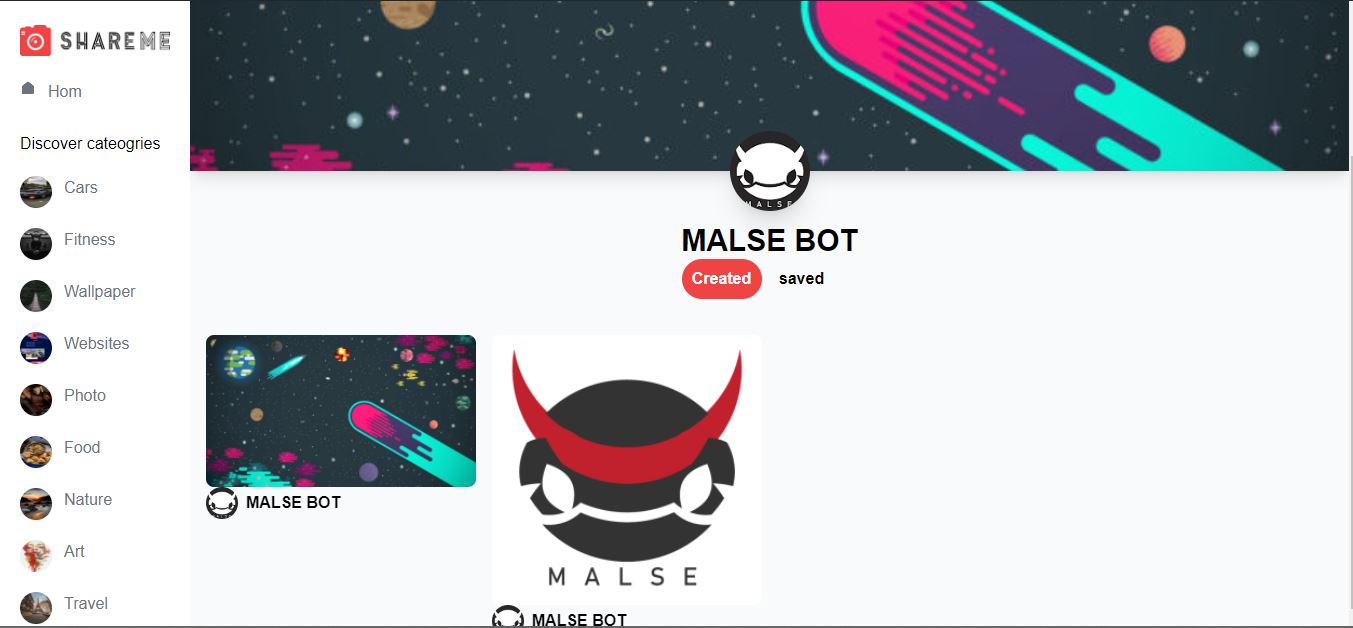 SHAREME
Hom
Discover cateogries
Cars
Fitness
Wallpaper
Websites
Photo
Food
Nature
Art
Travel
MALSE
MALSE BOT
Created saved
MALSE BOT
MALSE
MALSE BOT